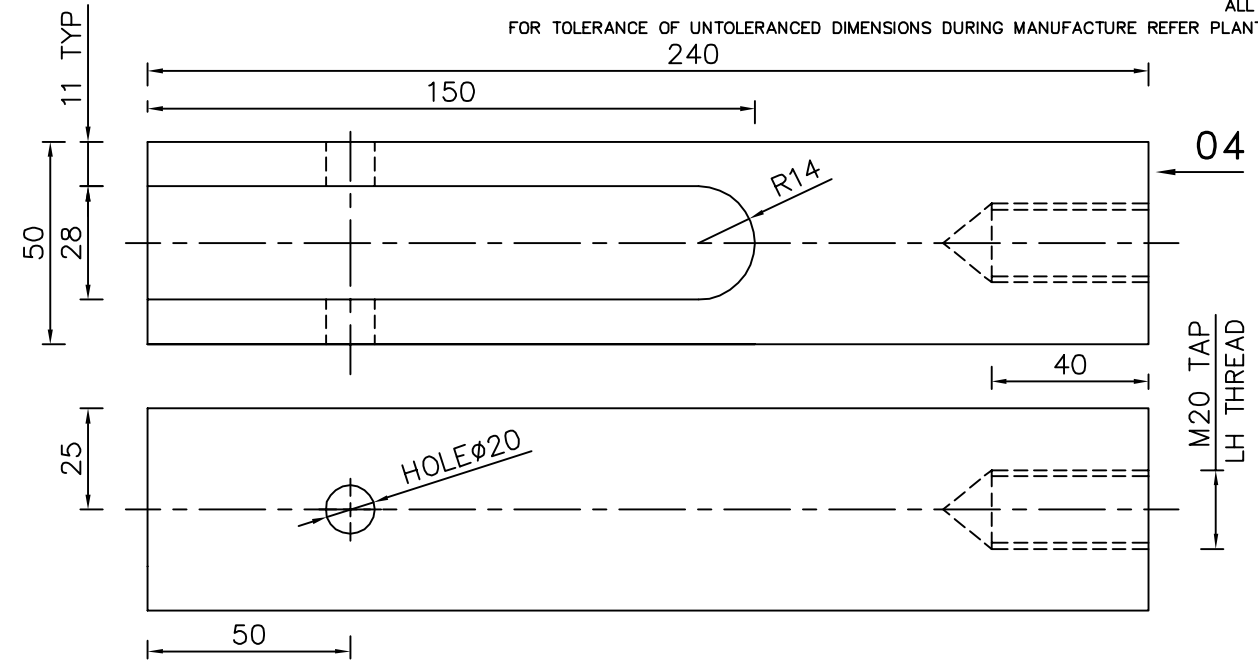 ALL
FOR TOLERANCE OF UNTOLERANCED DIMENSIONS DURING MANUFACTURE REFER PLANT
240
150
11 TYP
04
R14
50
28
40
M20 TAP
LH THREAD
25
HOLEø20
50